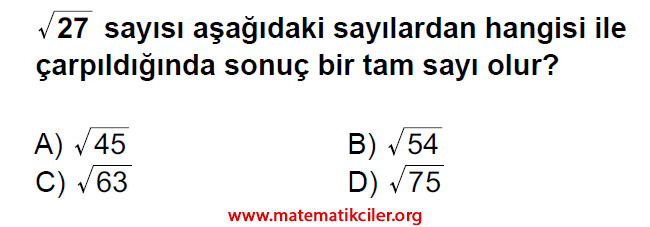 √27 sayısı aşağıdaki sayılardan hangisi ile
çarpıldığında sonuç bir tam sayı olur?
A) √45 B) √54
C) √63 D) √75
www.matematikciler.org